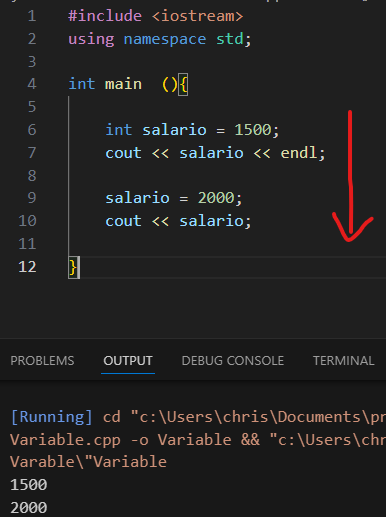 1 #include <iostream>
2 using namespace std;
3
4 int main  (){
5
6     int salario = 1500;
7     cout << salario << endl;
8
9     salario = 2000;
10     cout << salario;
11
12 }
PROBLEMS OUTPUT DEBUG CONSOLE TERMINAL
[Running] cd "c:\Users\chris\Documents\pr
Variable.cpp -o Variable && "c:\Users\chr
Varable\"Variable
1500
2000